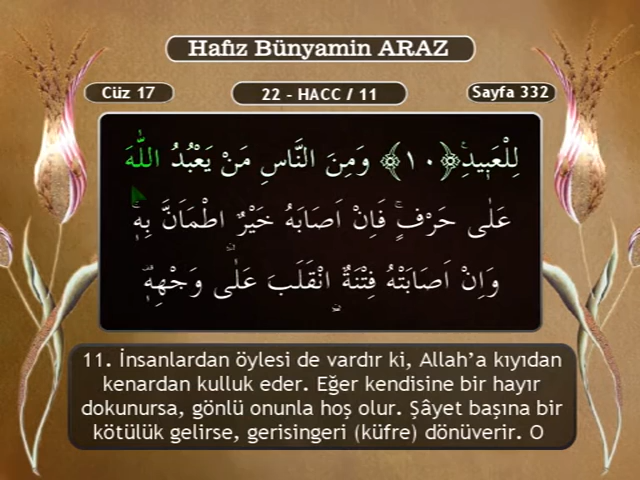 Hafız Bünyamin ARAZ
Cüz 17
22 - HACC / 11
Sayfa 332
لِلْعَبٖيدِۚ ﴿١٠﴾ وَمِنَ النَّاسِ مَنْ يَعْبُدُ اللّٰهَ
عَلٰى حَرْفٍۚ فَاِنْ اَصَابَهُ خَيْرٌ اطْمَاَنَّ بِهٖۚ
وَاِنْ اَصَابَتْهُ فِتْنَةٌ انْقَلَبَ عَلٰى وَجْهِهٖۗ
11. İnsanlardan öylesi de vardır ki, Allah’a kıyıdan
kenardan kulluk eder. Eğer kendisine bir hayır
dokunursa, gönlü onunla hoş olur. Şâyet başına bir
kötülük gelirse, gerisingeri (küfre) dönüverir. O